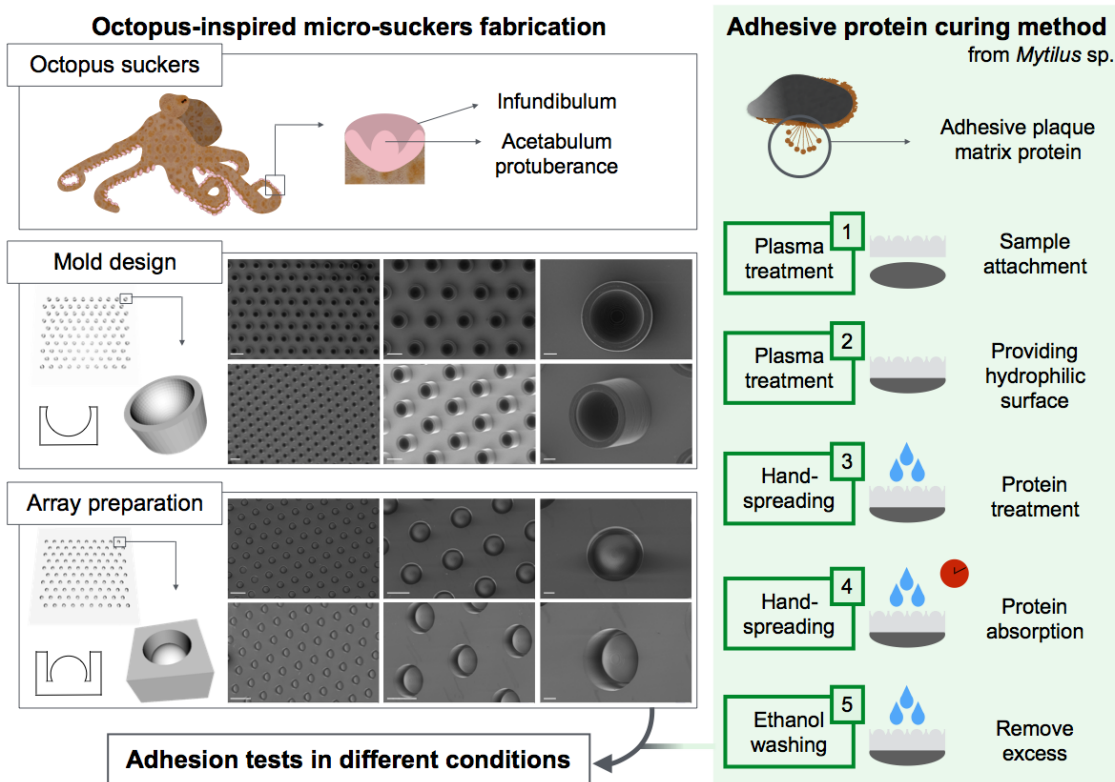 Octopus-inspired micro-suckers fabrication
Octopus suckers
Infundibulum
Acetabulum
protuberance
Mold design
Array preparation
Adhesion tests in different conditions
Adhesive protein curing method
from Mytilus sp.
Adhesive plaque
matrix protein
1
Plasma
treatment
Sample
attachment
2
Plasma
treatment
Providing
hydrophilic
surface
3
Hand-
spreading
Protein
treatment
4
Hand-
spreading
Protein
absorption
5
Ethanol
washing
Remove
excess